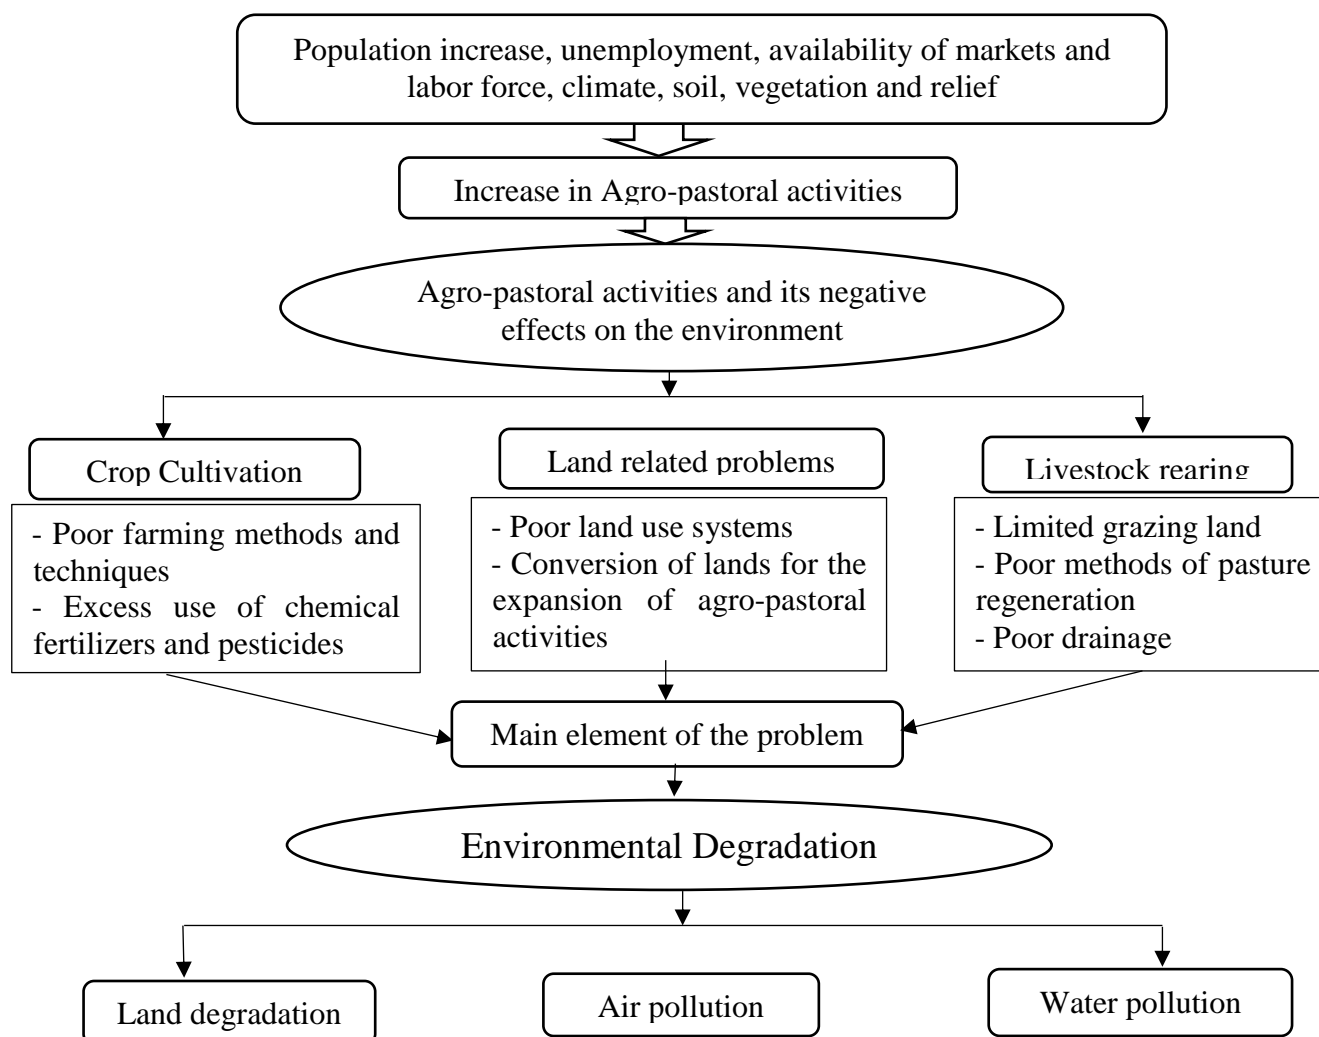 Population increase, unemployment, availability of markets and
labor force, climate, soil, vegetation and relief
Increase in Agro-pastoral activities
Agro-pastoral activities and its negative
effects on the environment
Crop Cultivation
- Poor farming methods and
techniques
- Excess use of chemical
fertilizers and pesticides
Land related problems
- Poor land use systems
- Conversion of lands for the
expansion of agro-pastoral
activities
Livestock rearing
- Limited grazing land
- Poor methods of pasture
regeneration
- Poor drainage
Main element of the problem
Environmental Degradation
Land degradation
Air pollution
Water pollution